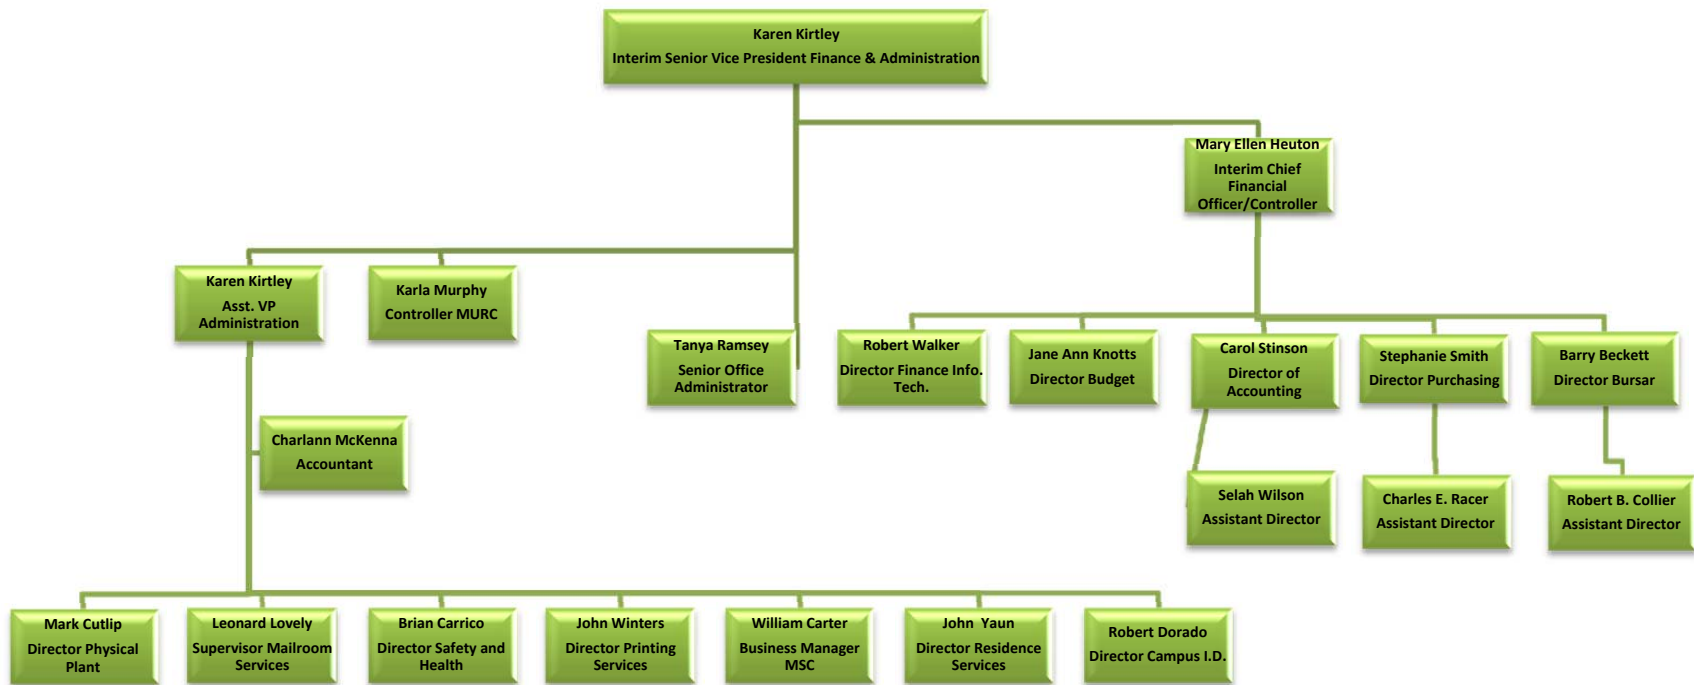 Karen Kirtley
Interim Senior Vice President Finance & Administration
Mary Ellen Heuton
Interim Chief
Financial
Officer/Controller
Karen Kirtley
Asst. VP
Administration
Karla Murphy
Controller MURC
Tanya Ramsey
Senior Office
Administrator
Robert Walker
Director Finance Info.
Tech.
Jane Ann Knotts
Director Budget
Carol Stinson
Director of
Accounting
Stephanie Smith
Director Purchasing
Barry Beckett
Director Bursar
Charlann McKenna
Accountant
Selah Wilson
Assistant Director
Charles E. Racer
Assistant Director
Robert B. Collier
Assistant Director
Mark Cutlip
Director Physical
Plant
Leonard Lovely
Supervisor Mailroom
Services
Brian Carrico
Director Safety and
Health
John Winters
Director Printing
Services
William Carter
Business Manager
MSC
John Yaun
Director Residence
Services
Robert Dorado
Director Campus I.D.